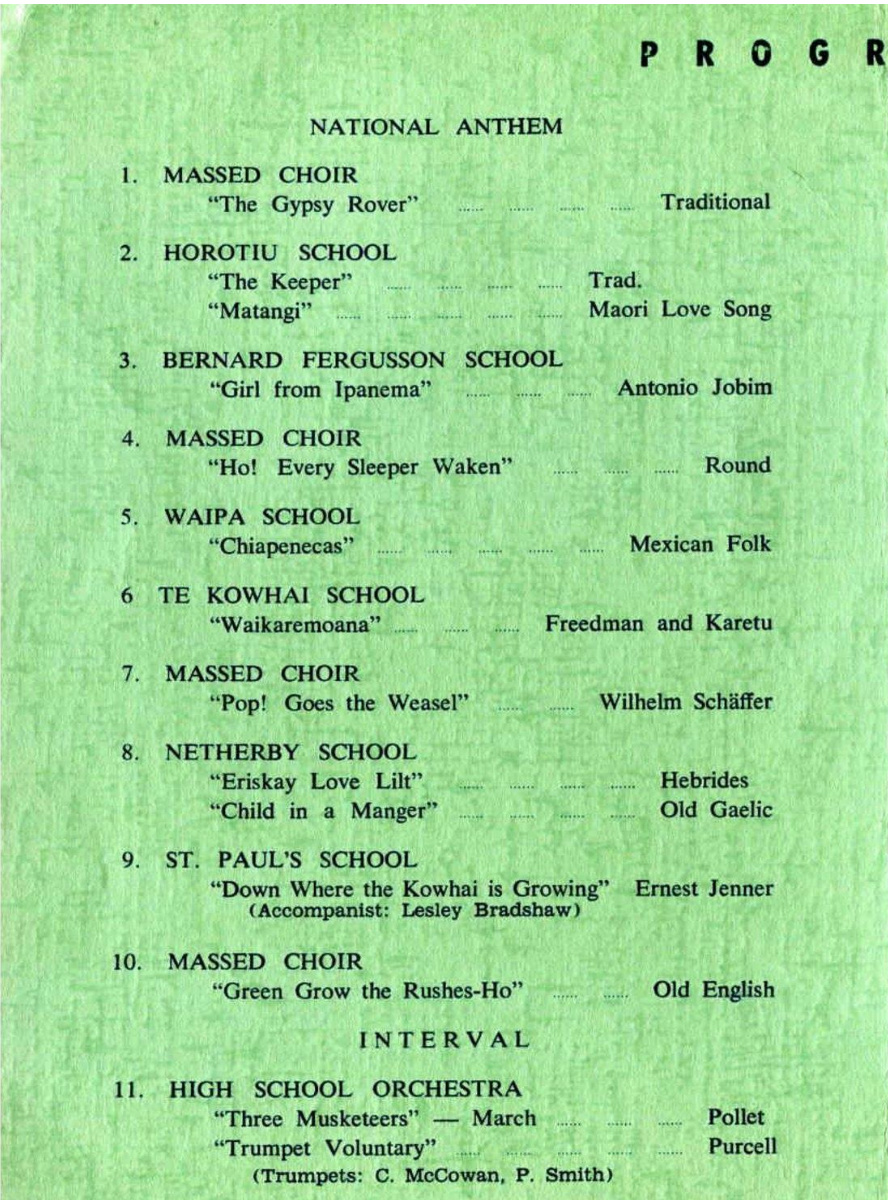 P R O G R
NATIONAL ANTHEM
1. MASSED CHOIR
“The Gypsy Rover” ...... ...... ...... ...... Traditional
2. HOROTIU SCHOOL
“The Keeper” ...... ...... ...... ...... Trad.
“Matangi” ...... ...... ...... ...... ...... Maori Love Song
3. BERNARD FERGUSSON SCHOOL
“Girl from Ipanema” ...... ...... ...... Antonio Jobim
4. MASSED CHOIR
“Ho! Every Sleeper Waken” ...... ...... ...... Round
5. WAIPA SCHOOL
“Chiapenecas” ...... ...... ...... ...... ...... Mexican Folk
6 TE KOWHAI SCHOOL
“Waikaremoana” ...... ...... ...... Freedman and Karetu
7. MASSED CHOIR
“Pop! Goes the Weasel” ...... ...... Wilhelm Schäffer
8. NETHERBY SCHOOL
“Eriskay Love Lilt” ...... ...... ...... ...... Hebrides
“Child in a Manger” ...... ...... ...... ...... Old Gaelic
9. ST. PAUL'S SCHOOL
“Down Where the Kowhai is Growing” Ernest Jenner
(Accompanist: Lesley Bradshaw)
10. MASSED CHOIR
“Green Grow the Rushes-Ho” ...... ...... Old English
INTERVAL
11. HIGH SCHOOL ORCHESTRA
“Three Musketeers” — March ...... ...... ...... Pollet
“Trumpet Voluntary” ...... ...... ...... ...... ...... Purcell
(Trumpets: C. McCowan, P. Smith)